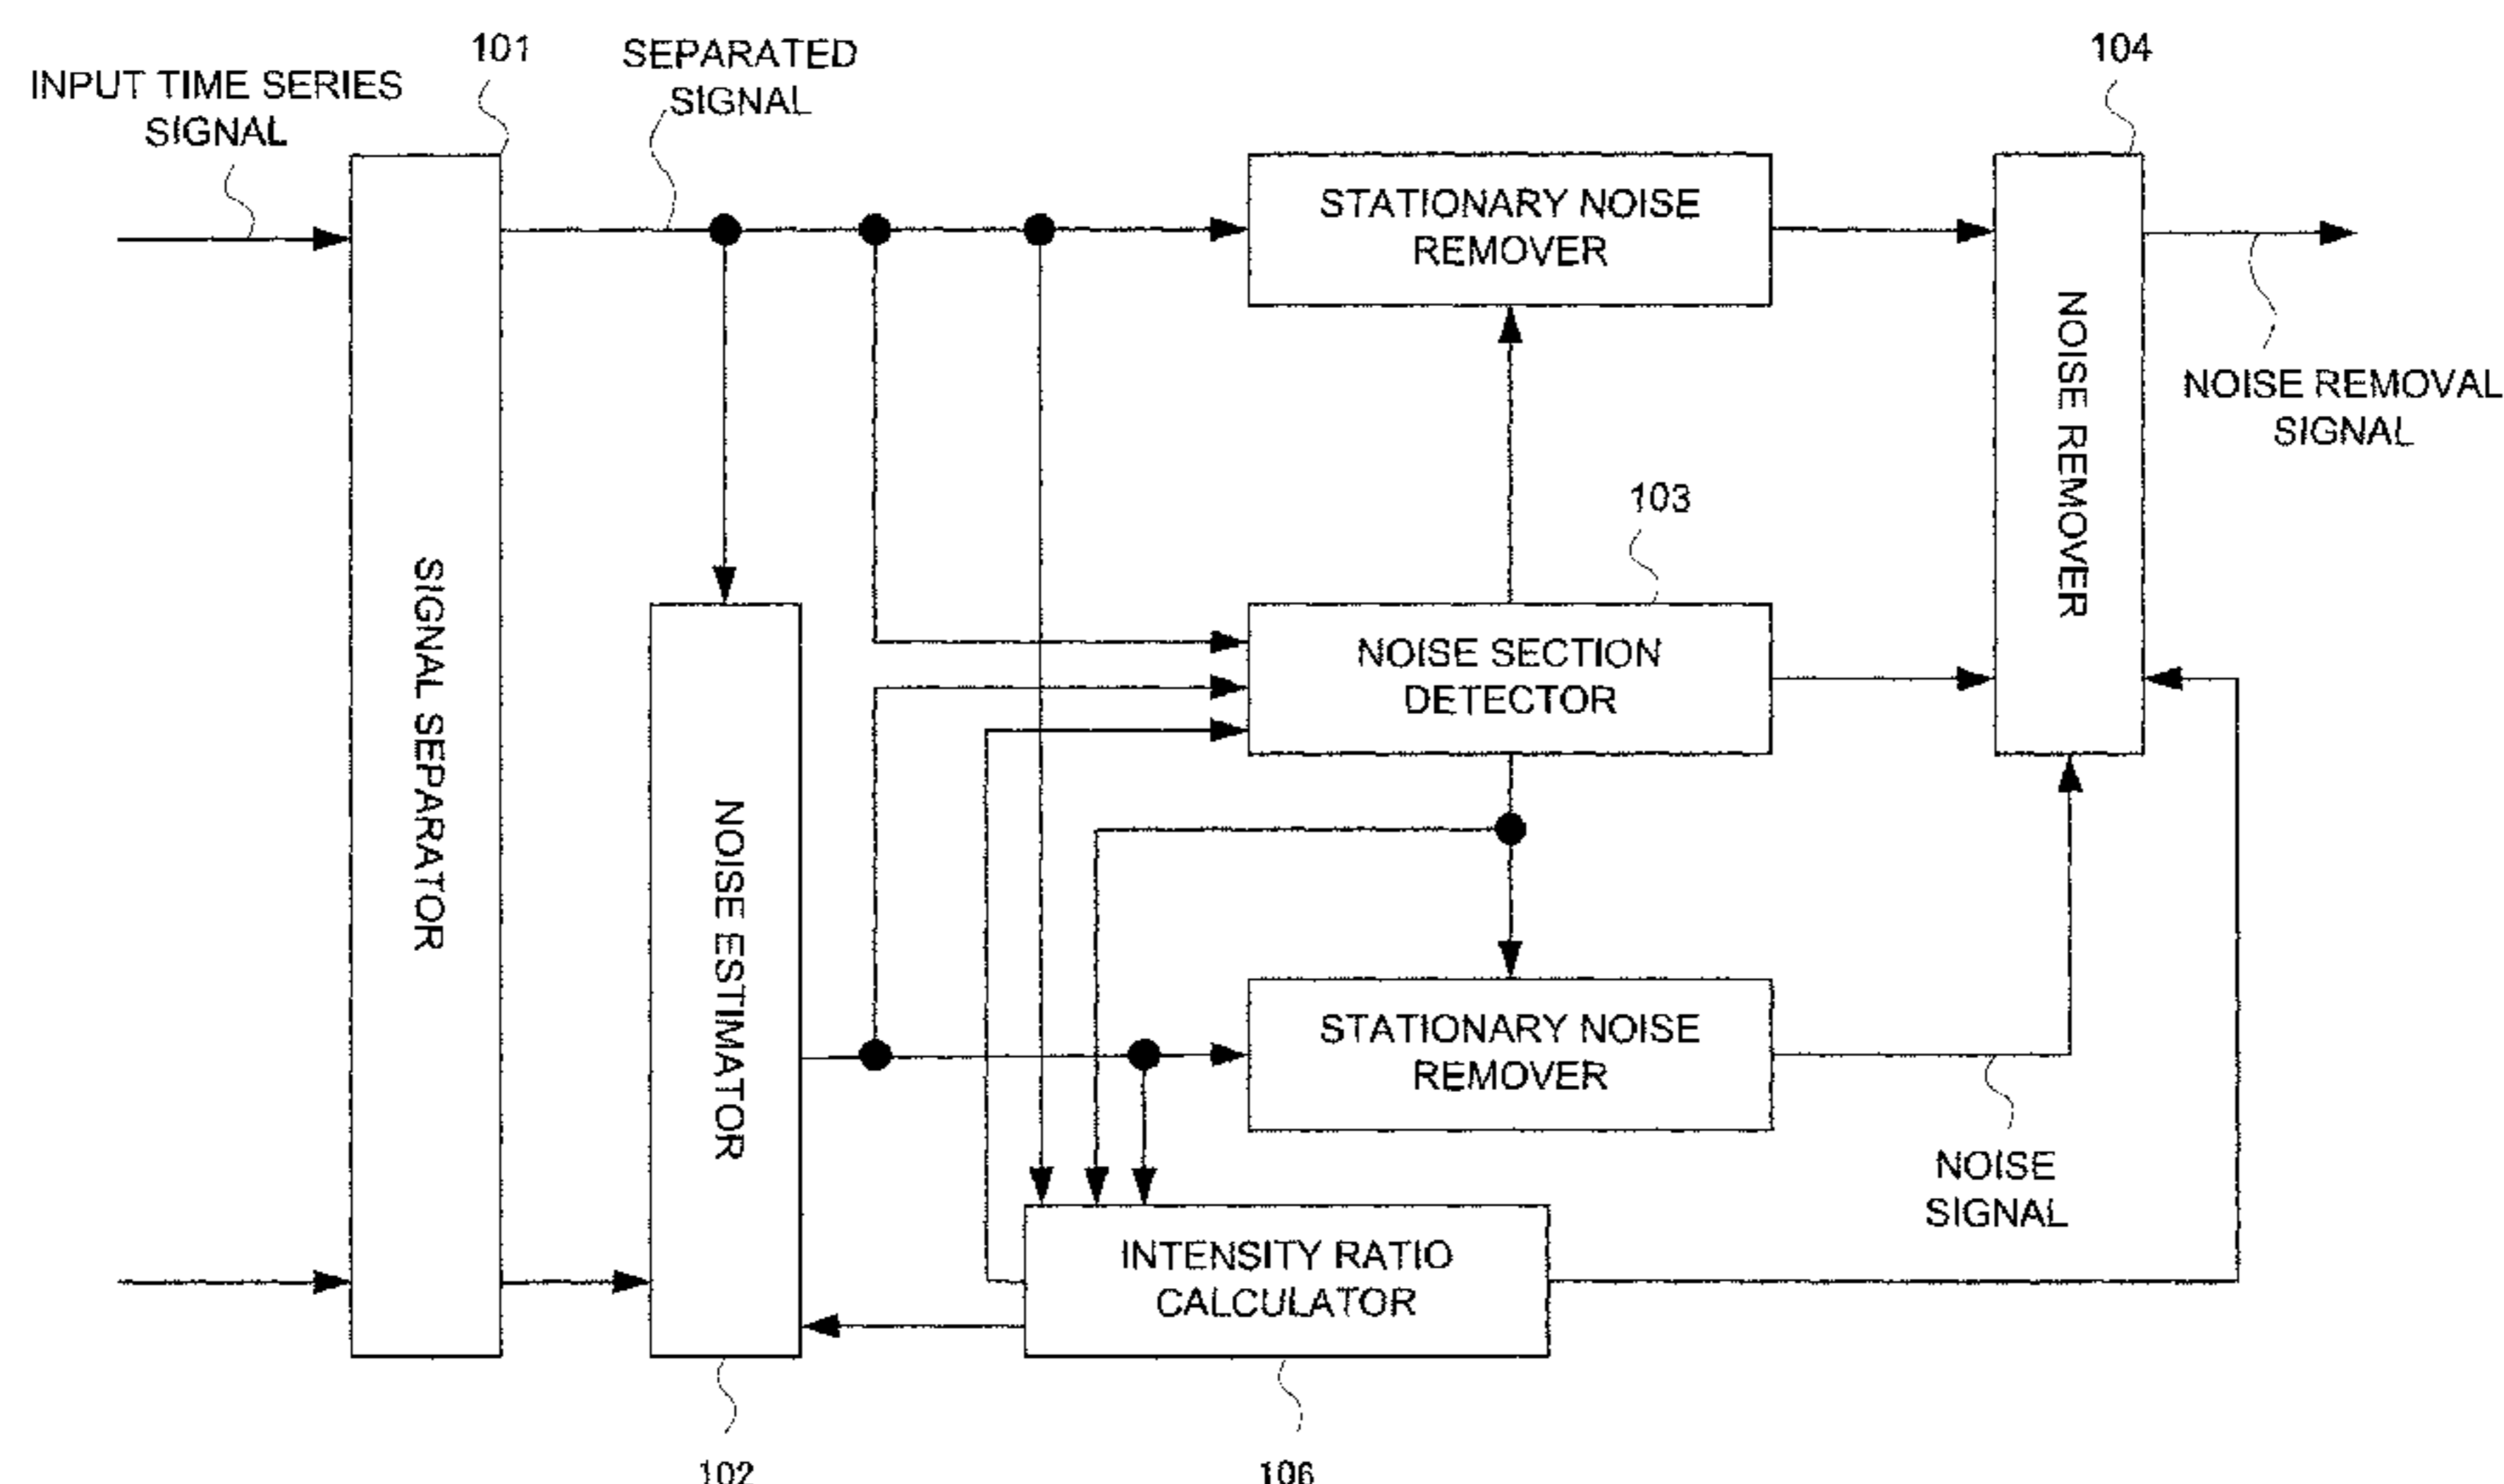 101
SEPARATED
SIGNAL
104
INPUT TIME SERIES
SIGNAL
STATIONARY NOISE
REMOVER
NOISE REMOVER
NOISE REMOVAL
SIGNAL
103
SIGNAL SEPARATOR
NOISE SECTION
DETECTOR
NOISE ESTIMATOR
STATIONARY NOISE
REMOVER
NOISE
SIGNAL
INTENSITY RATIO
CALCULATOR
102
106